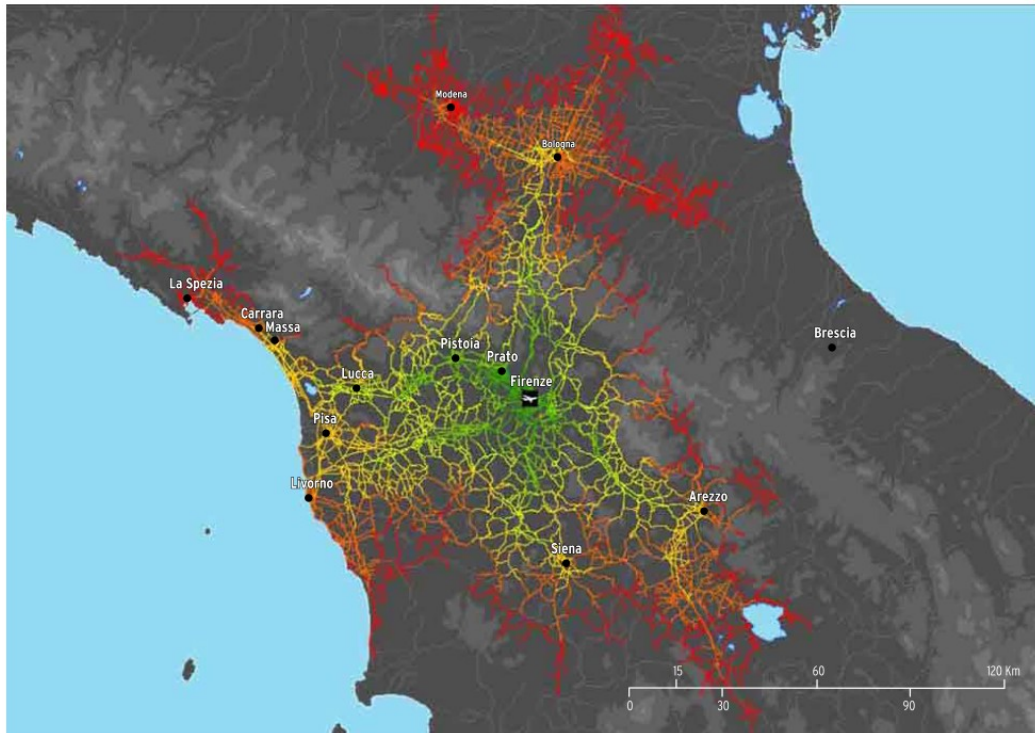 Modena
Bologna
La Spezia
Carrara
Massa
Brescia
Pistoia
Prato
Lucca
Firenze
Pisa
Livorno
Arezzo
Siena
15 60 120 Km
0 30 90